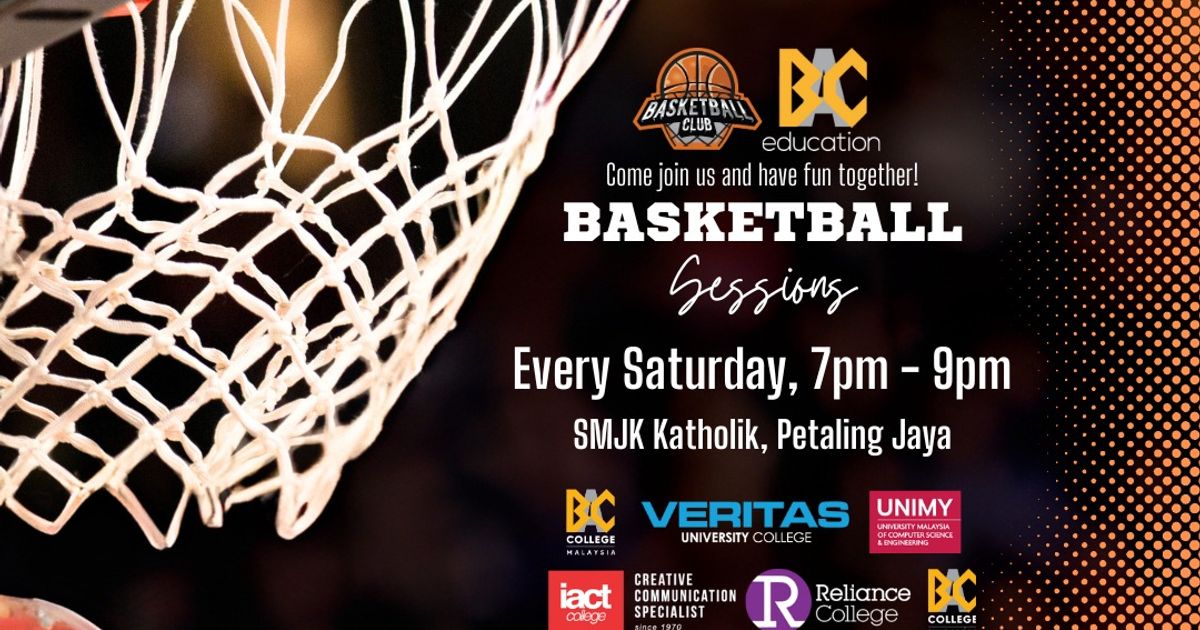 BASKETBALL
CLUB
BAC
education
Come join us and have fun together!
BASKETBALL
Sessions
Every Saturday, 7pm - 9pm
SMJK Katholik, Petaling Jaya
BAC
COLLEGE
MALAYSIA
VERITAS
UNIVERSITY COLLEGE
UNIMY
UNIVERSITY MALAYSIA
OF COMPUTER SCIENCE
& ENGINEERING
iact
college
CREATIVE
COMMUNICATION
SPECIALIST
since 1970
R
Reliance
College
BAC
COLLEGE